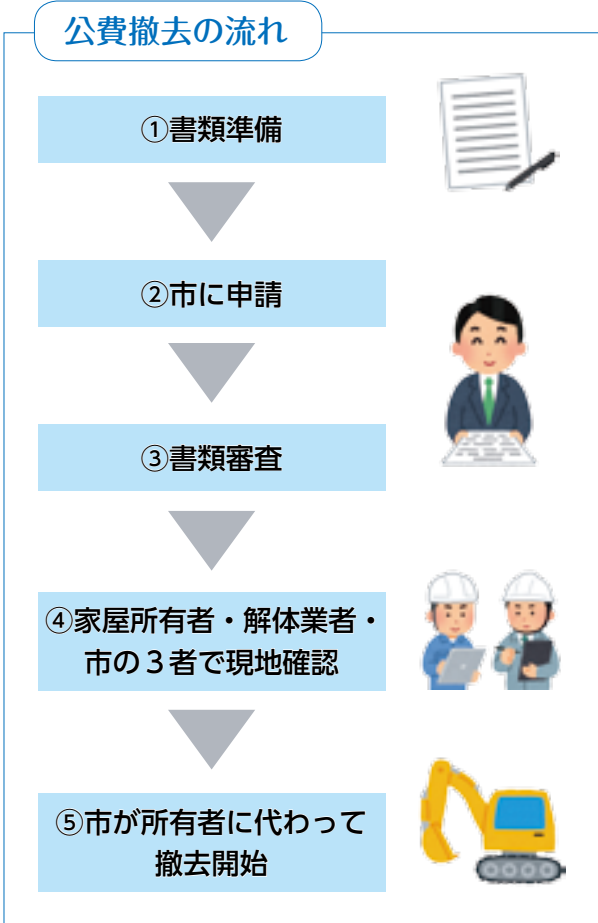 公費撤去の流れ
①書類準備
②市に申請
③書類審査
④家屋所有者・解体業者・
市の３者で現地確認
⑤市が所有者に代わって
撤去開始